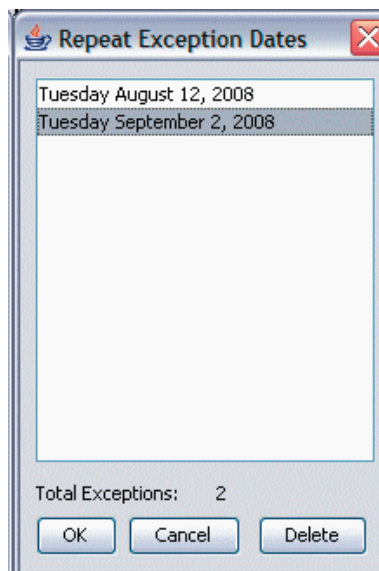 Repeat Exception Dates
Tuesday August 12, 2008
Tuesday September 2, 2008
Total Exceptions: 2
OK Cancel Delete